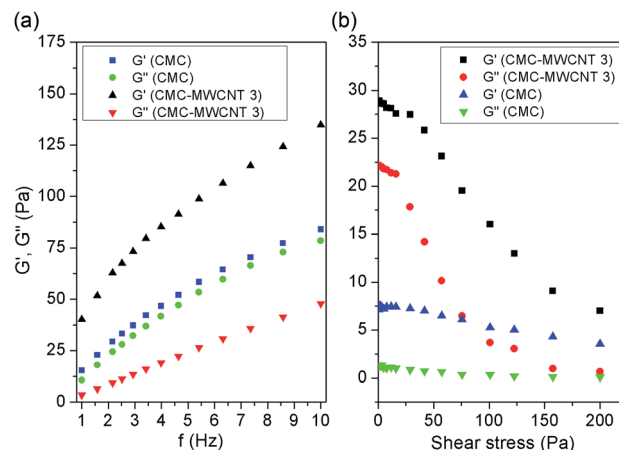 (a)
175
150
125
100
75
50
25
0
G', G'' (Pa)
G' (CMC)
G'' (CMC)
G' (CMC-MWCNT 3)
G'' (CMC-MWCNT 3)
1 2 3 4 5 6 7 8 9 10
f (Hz)
(b)
35
30
25
20
15
10
5
0
G' (CMC-MWCNT 3)
G'' (CMC-MWCNT 3)
G' (CMC)
G'' (CMC)
0 50 100 150 200
Shear stress (Pa)